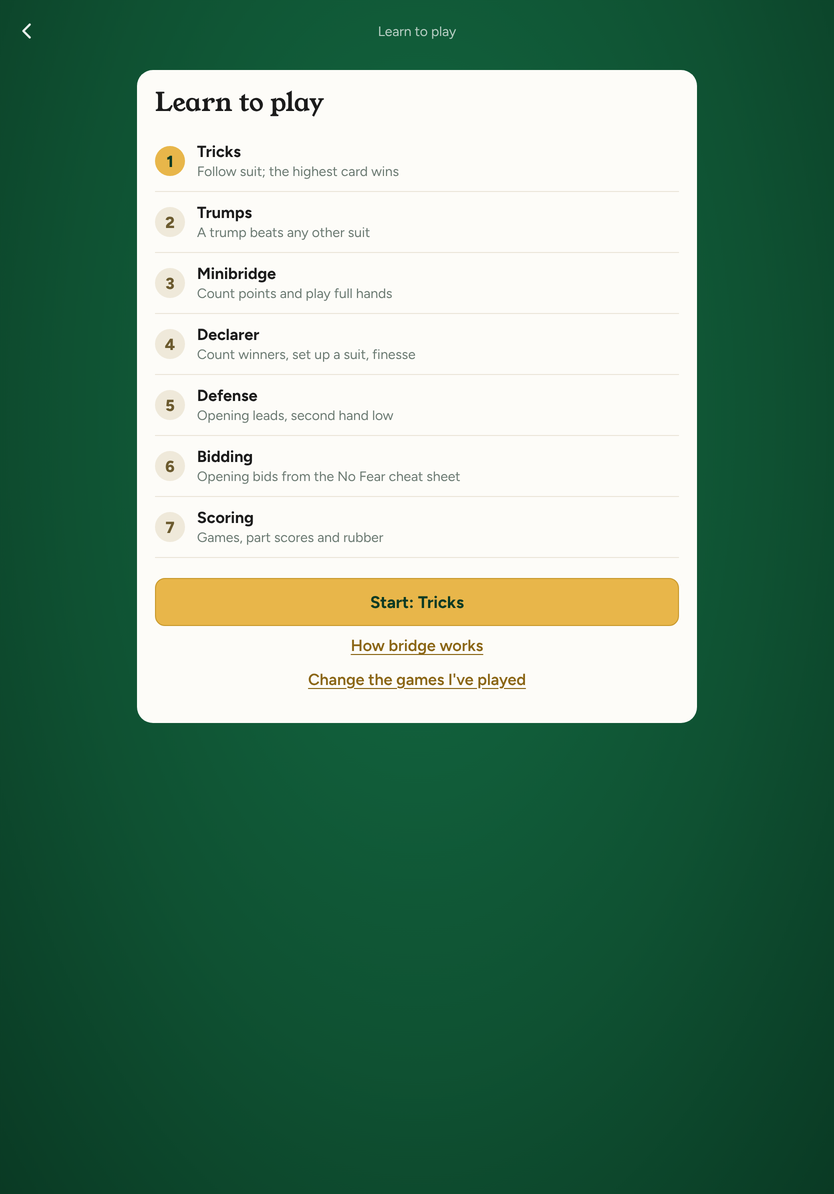 Learn to play
Learn to play
1
Tricks
Follow suit; the highest card wins
2
Trumps
A trump beats any other suit
3
Minibridge
Count points and play full hands
4
Declarer
Count winners, set up a suit, finesse
5
Defense
Opening leads, second hand low
6
Bidding
Opening bids from the No Fear cheat sheet
7
Scoring
Games, part scores and rubber
Start: Tricks
How bridge works
Change the games I've played